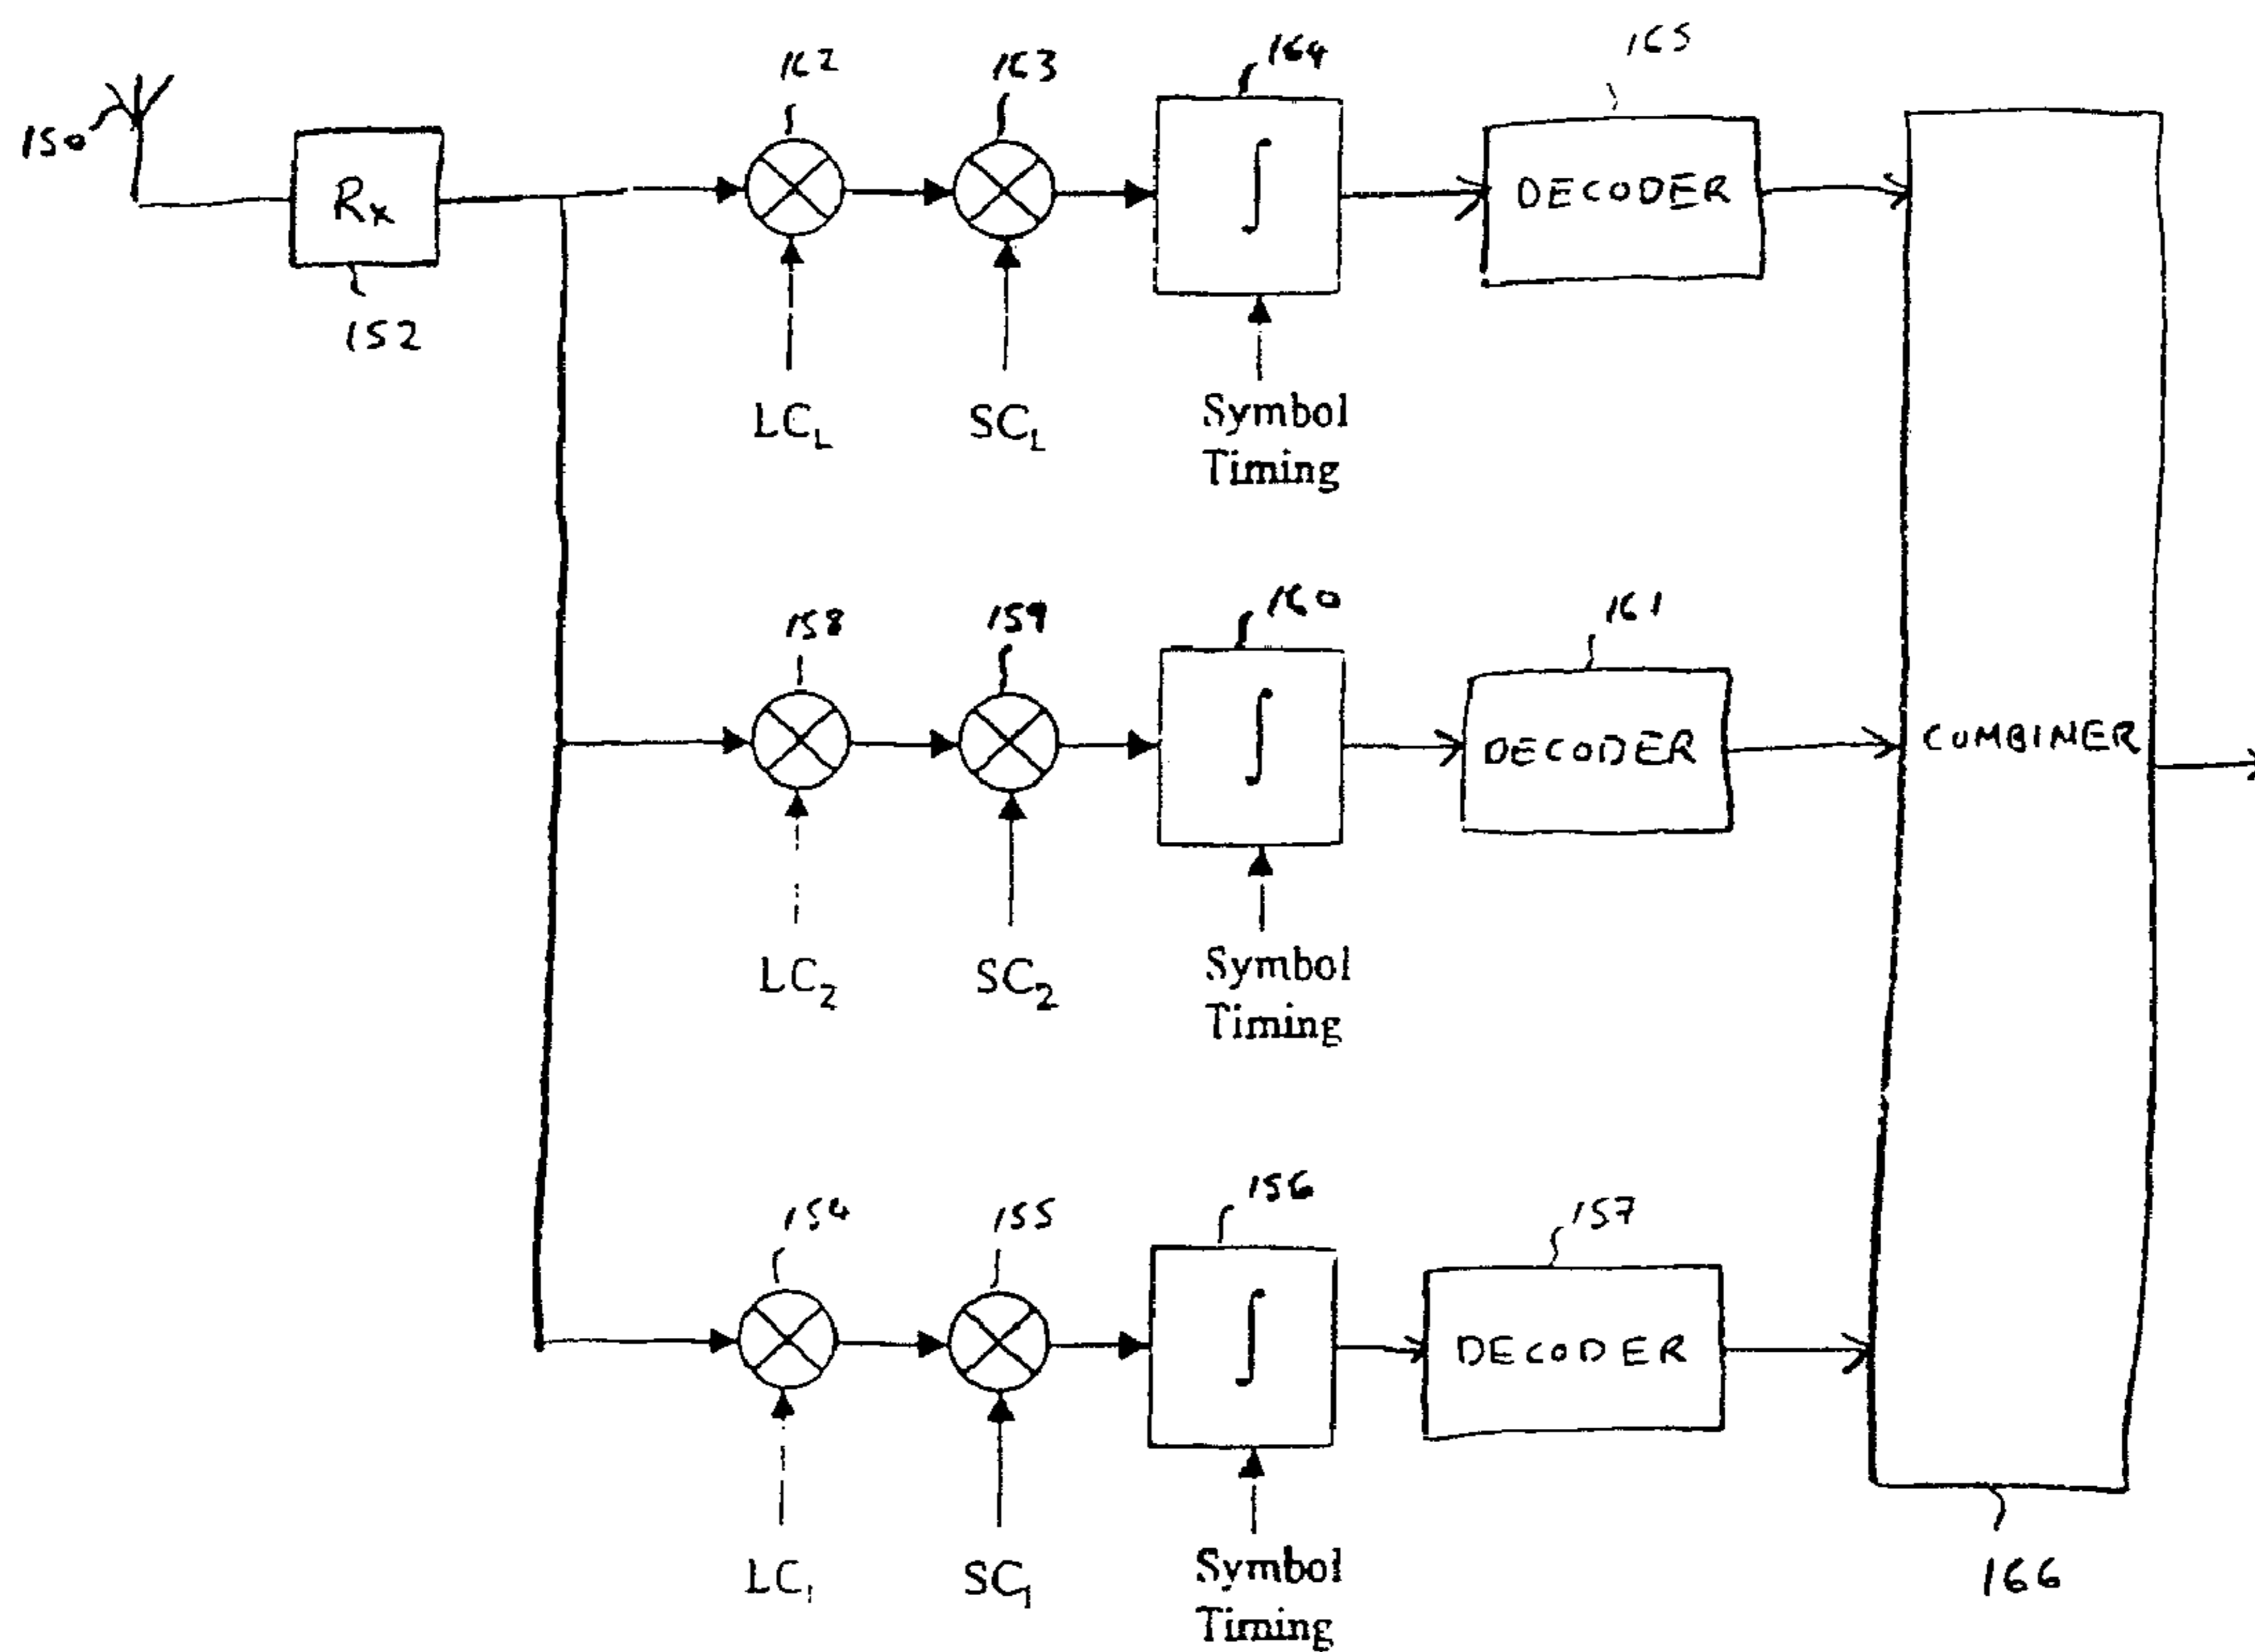 162
163
164
165
150
Rx
DECODER
152
LCL
SCL
Symbol
Timing
158
159
160
161
DECODER
COMBINER
LC2
SC2
Symbol
Timing
154
155
156
157
DECODER
LC1
SC1
Symbol
Timing
166